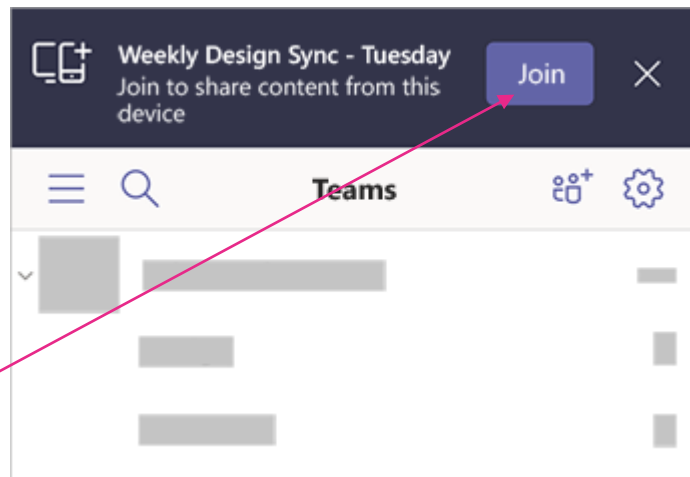 Weekly Design Sync - Tuesday
Join to share content from this
device
Join
Teams